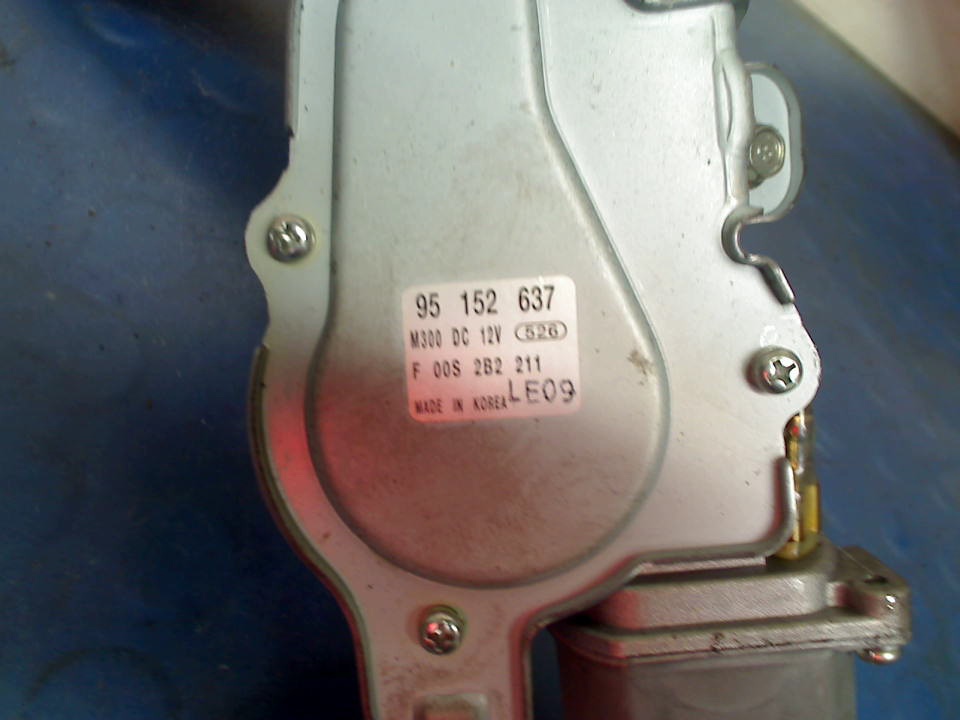 95 152 637
M300 DC 12V 526
F 00S 2B2 211
MADE IN KOREA LE09